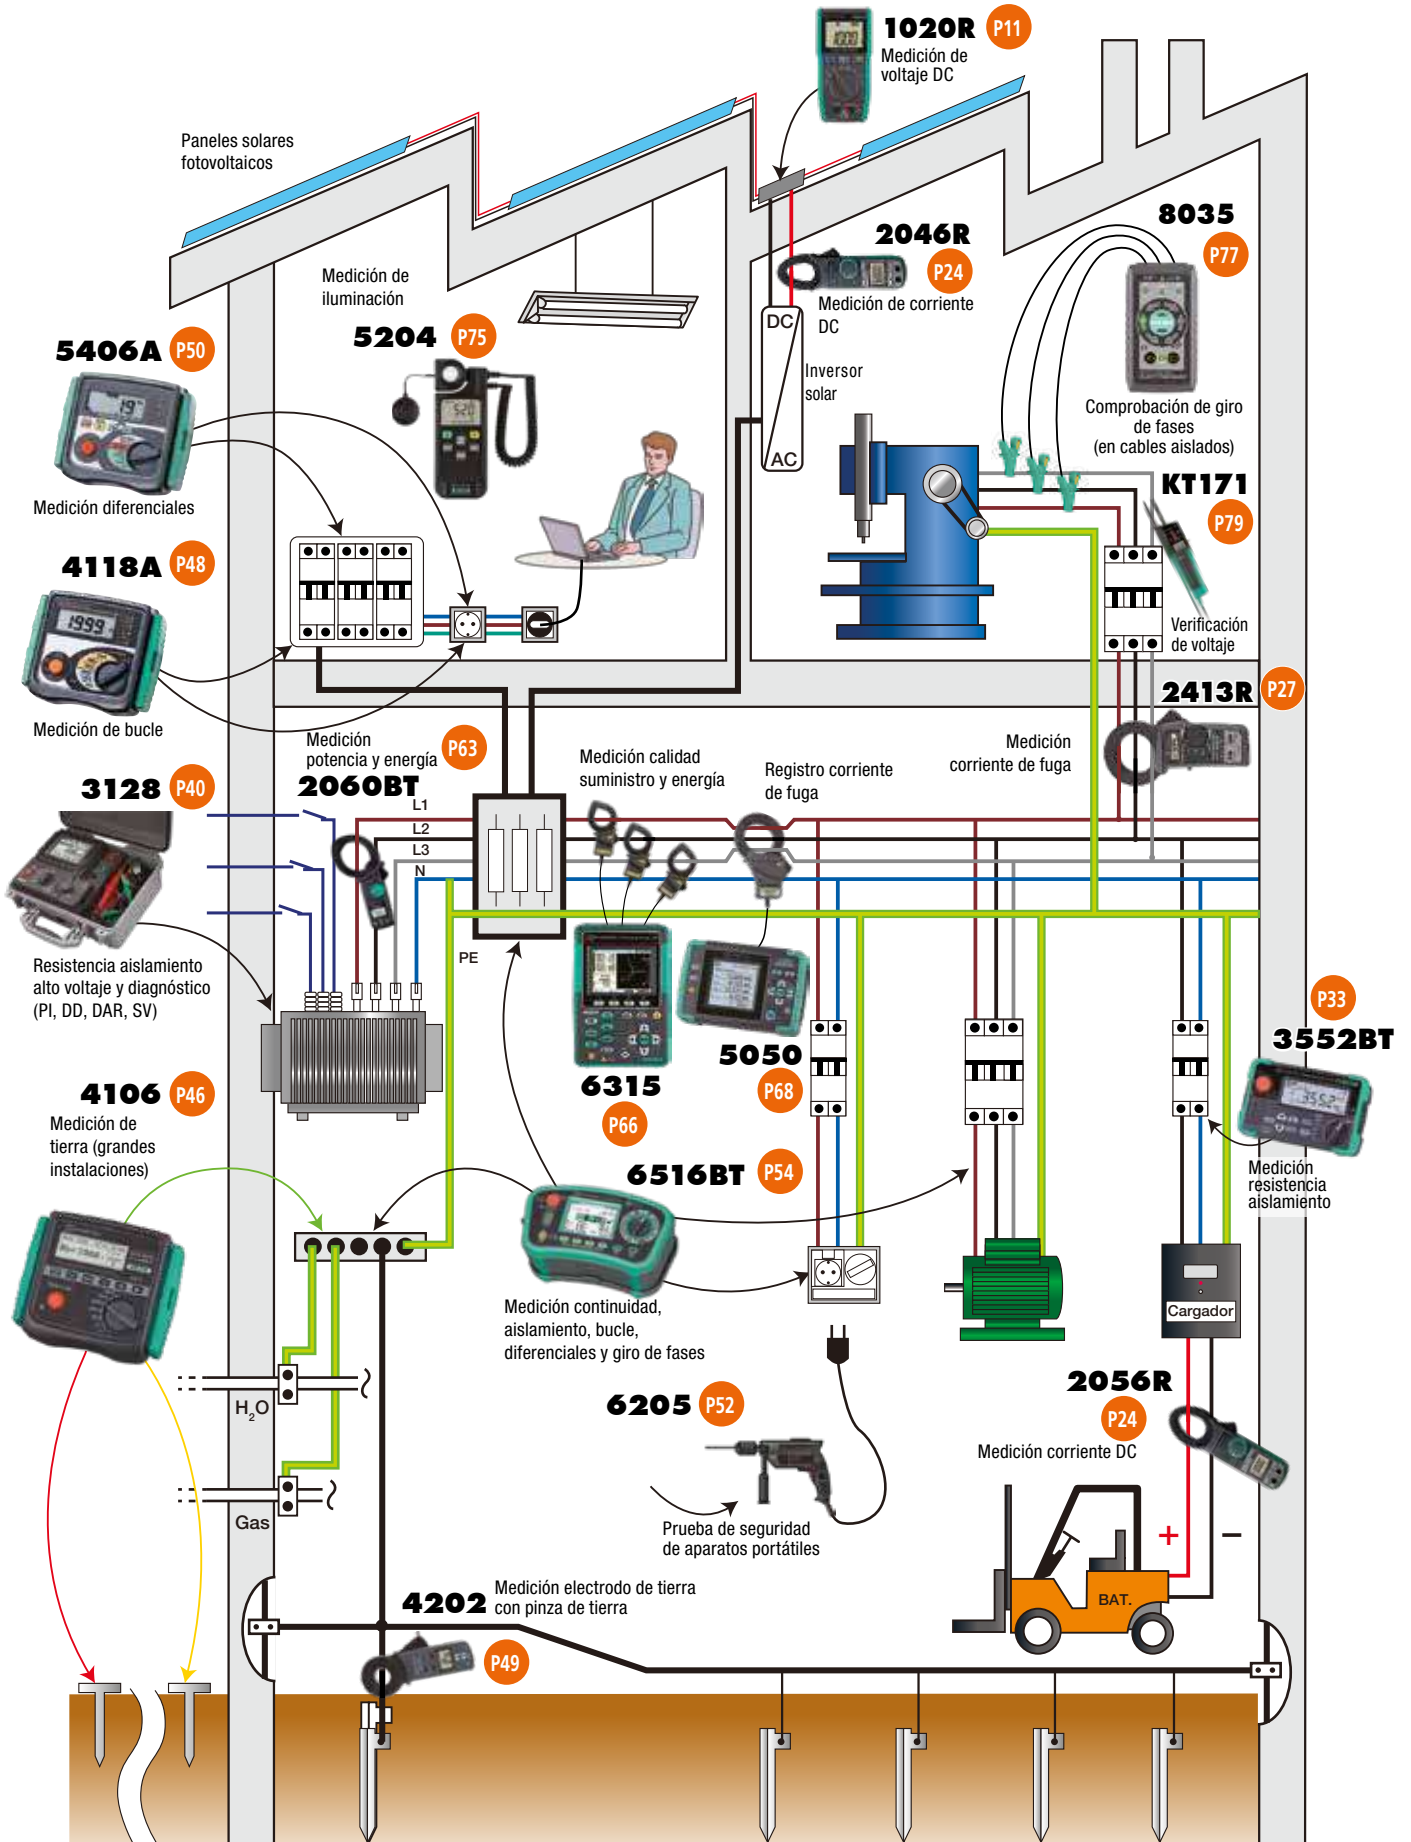 1020R P11
Medición de
voltaje DC
Paneles solares
fotovoltaicos
8035
P77
2046R
P24
Medición de corriente
DC
Medición de
iluminación
5204 P75
DC
AC
Inversor
solar
5406A P50
Medición diferenciales
Comprobación de giro
de fases
(en cables aislados)
KT171
P79
Verificación
de voltaje
4118A P48
1999
Medición de bucle
2413R P27
Medición
corriente de fuga
Medición
potencia y energía
P63
2060BT
Medición calidad
suministro y energía
Registro corriente
de fuga
3128 P40
L1
L2
L3
N
PE
Resistencia aislamiento
alto voltaje y diagnóstico
(PI, DD, DAR, SV)
5050
P68
6315
P66
P33
3552BT
Medición
resistencia
aislamiento
4106 P46
Medición de
tierra (grandes
instalaciones)
6516BT P54
Medición continuidad,
aislamiento, bucle,
diferenciales y giro de fases
Cargador
H2O
Gas
6205 P52
Prueba de seguridad
de aparatos portátiles
2056R
P24
Medición corriente DC
+ −
BAT.
4202
Medición electrodo de tierra
con pinza de tierra
P49